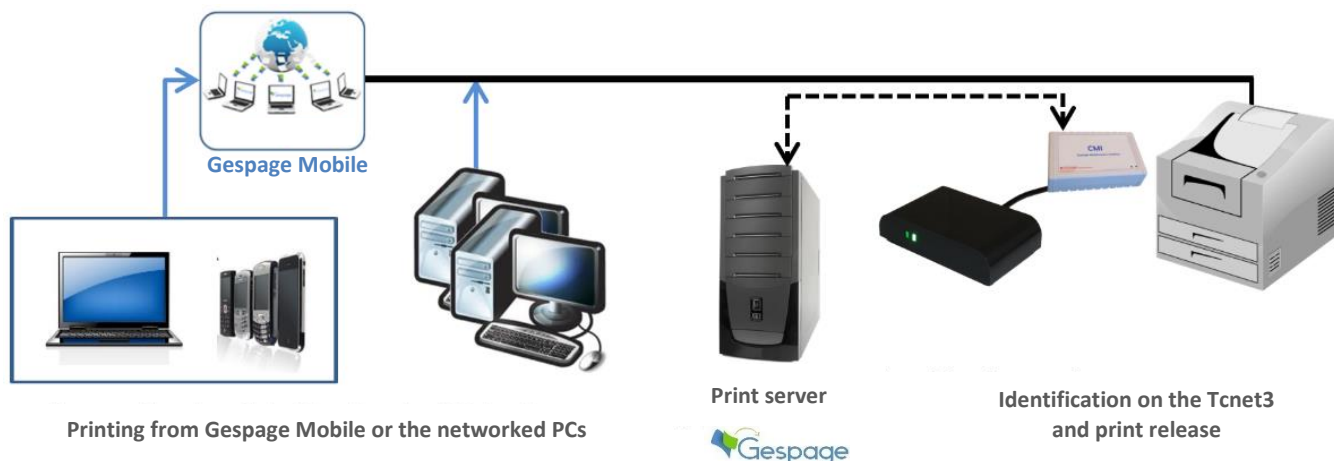 Gespage Mobile
CMI
Printing from Gespage Mobile or the networked PCs
Print server
Gespage
Identification on the Tcnet3
and print release